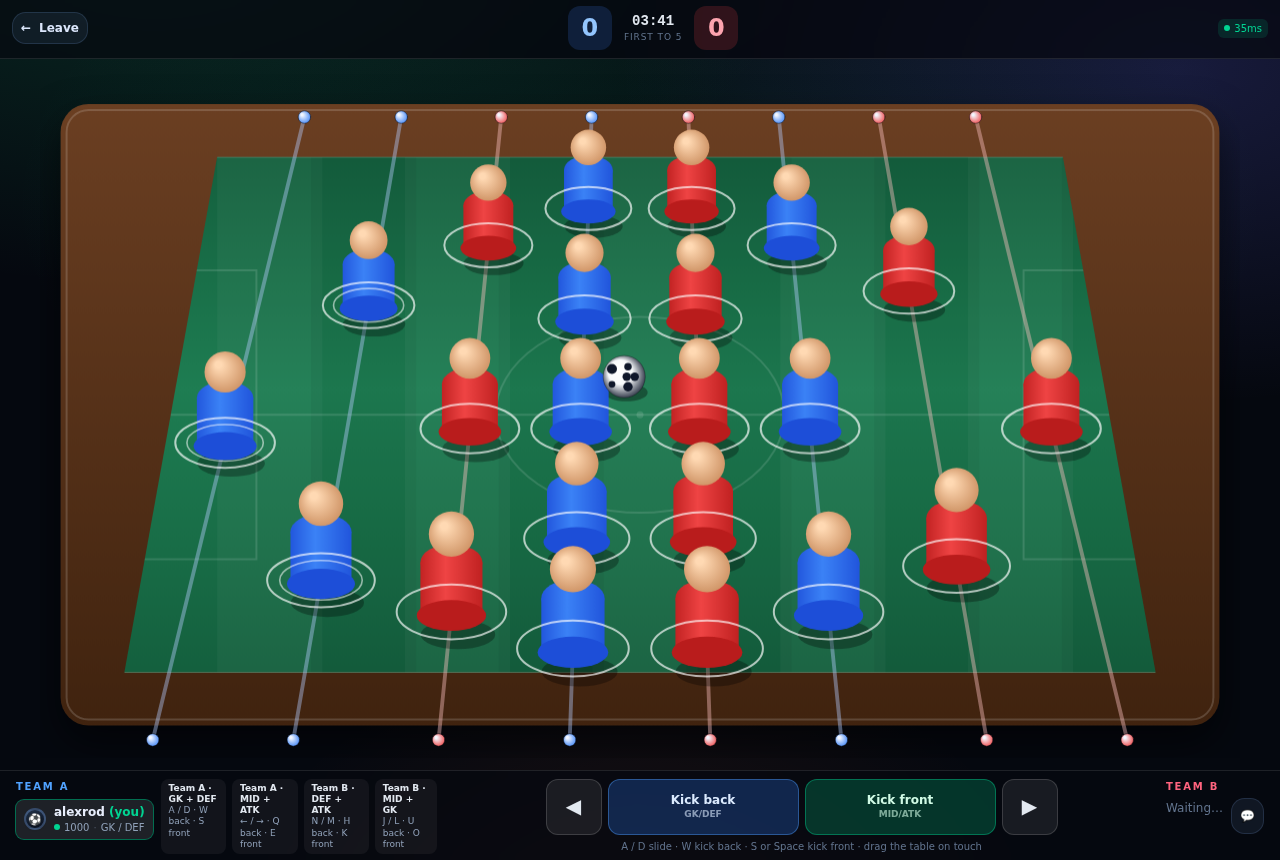 ← Leave
0
03:41
FIRST TO 5
0
35ms
TEAM A
alexrod (you)
1000 · GK / DEF
Team A ·
GK + DEF
A / D · W
back · S
front
Team A ·
MID +
ATK
← / → · Q
back · E
front
Team B ·
DEF +
ATK
N / M · H
back · K
front
Team B ·
MID +
GK
J / L · U
back · O
front
◀
Kick back
GK/DEF
Kick front
MID/ATK
▶
A / D slide · W kick back · S or Space kick front · drag the table on touch
TEAM B
Waiting...